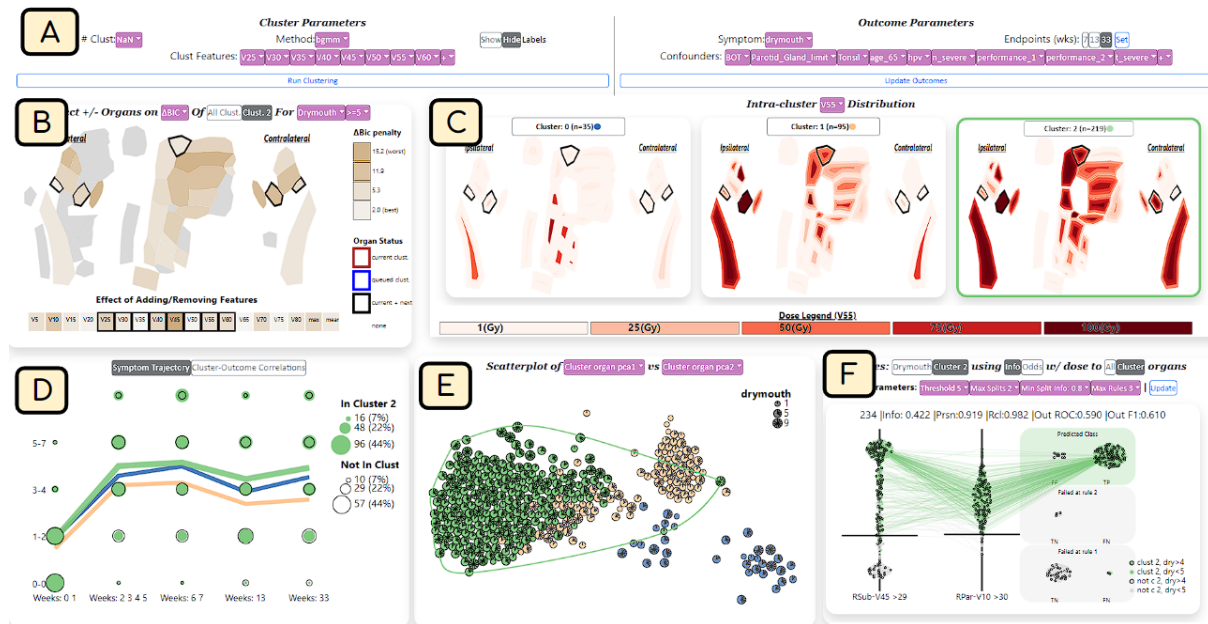 A
Cluster Parameters
# Clust: NaN
Method: bgmm
Show Hide Labels
Clust Features: V25 V30 V35 V40 V45 V50 V55 V60 +
Run Clustering
Outcome Parameters
Symptom: drymouth
Endpoints (wks): 7 13 33 Set
Confounders: BOT Parotid_Gland_limit Tonsil age_65 hpv n_severe performance_1 performance_2 t_severe +
Update Outcomes
B
ect +/- Organs on ΔBIC Of All Clust. Clust. 2 For Drymouth >=5
ateral
Contralateral
ΔBic penalty
15.2 (worst)
11.9
5.3
2.0 (best)
Organ Status
current clust.
queued clust.
current + next
none
Effect of Adding/Removing Features
V5 V10 V15 V20 V25 V30 V35 V40 V45 V50 V55 V60 V65 V70 V75 V80 max mean
C
Intra-cluster V55 Distribution
Cluster: 0 (n=35)
Ipsilateral
Contralateral
Cluster: 1 (n=95)
Ipsilateral
Contralateral
Cluster: 2 (n=219)
Ipsilateral
Contralateral
Dose Legend (V55)
1(Gy) 25(Gy) 50(Gy) 75(Gy) 100(Gy)
D
Symptom Trajectory Cluster-Outcome Correlations
5-7
3-4
1-2
0-0
Weeks: 0 1 Weeks: 2 3 4 5 Weeks: 6 7 Weeks: 13 Weeks: 33
In Cluster 2
16 (7%)
48 (22%)
96 (44%)
Not In Clust
10 (7%)
29 (22%)
57 (44%)
E
Scatterplot of Cluster organ pca1 vs Cluster organ pca2
drymouth
1
5
9
F
es: Drymouth Cluster 2 using Info Odds w/ dose to All Cluster organs
arameters: Threshold 5 Max Splits 2 Min Split Info: 0.8 Max Rules 3 | Update
234 |Info: 0.422 |Prsn:0.919 |Rcl:0.982 |Out ROC:0.590 |Out F1:0.610
Predicted Class
TP
Failed at rule 2
TN FN
Failed at rule 1
TN FN
RSub-V45 >29
RPar-V10 >30
clust 2, dry>4
clust 2, dry<5
not c 2, dry>4
not c 2, dry<5